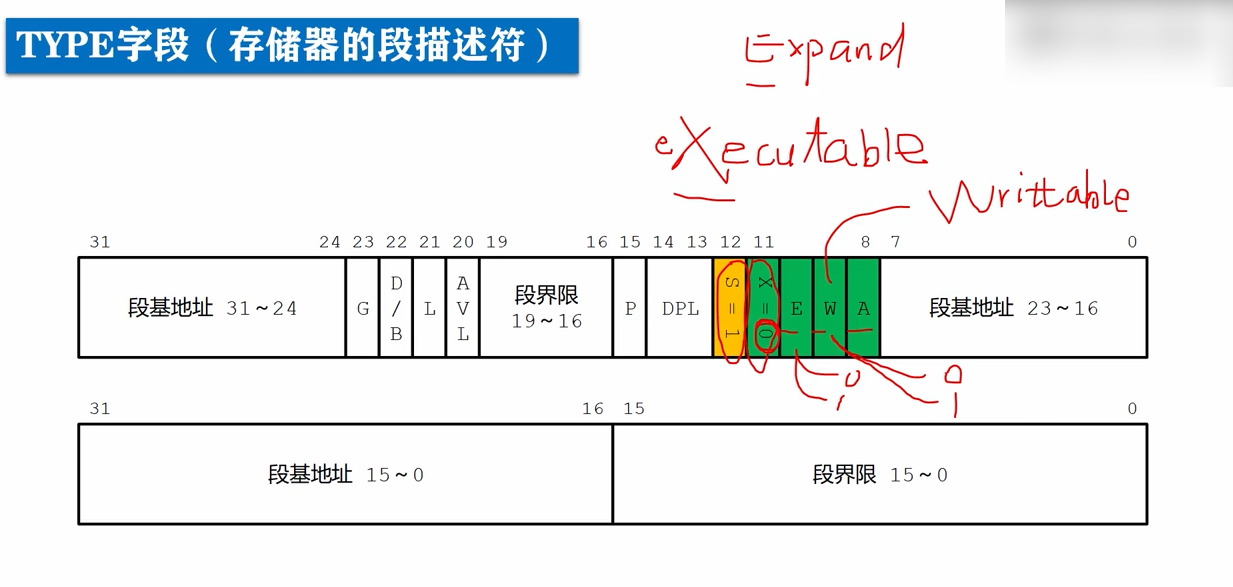 TYPE字段（存储器的段描述符）
Expand
eXecutable
Writtable
31 24 23 22 21 20 19 16 15 14 13 12 11 8 7 0
段基地址 31~24 G D/B L AVL 段界限 19~16 P DPL S=1 X=0 E W A 段基地址 23~16
0 0
1 1
31 16 15 0
段基地址 15~0 段界限 15~0